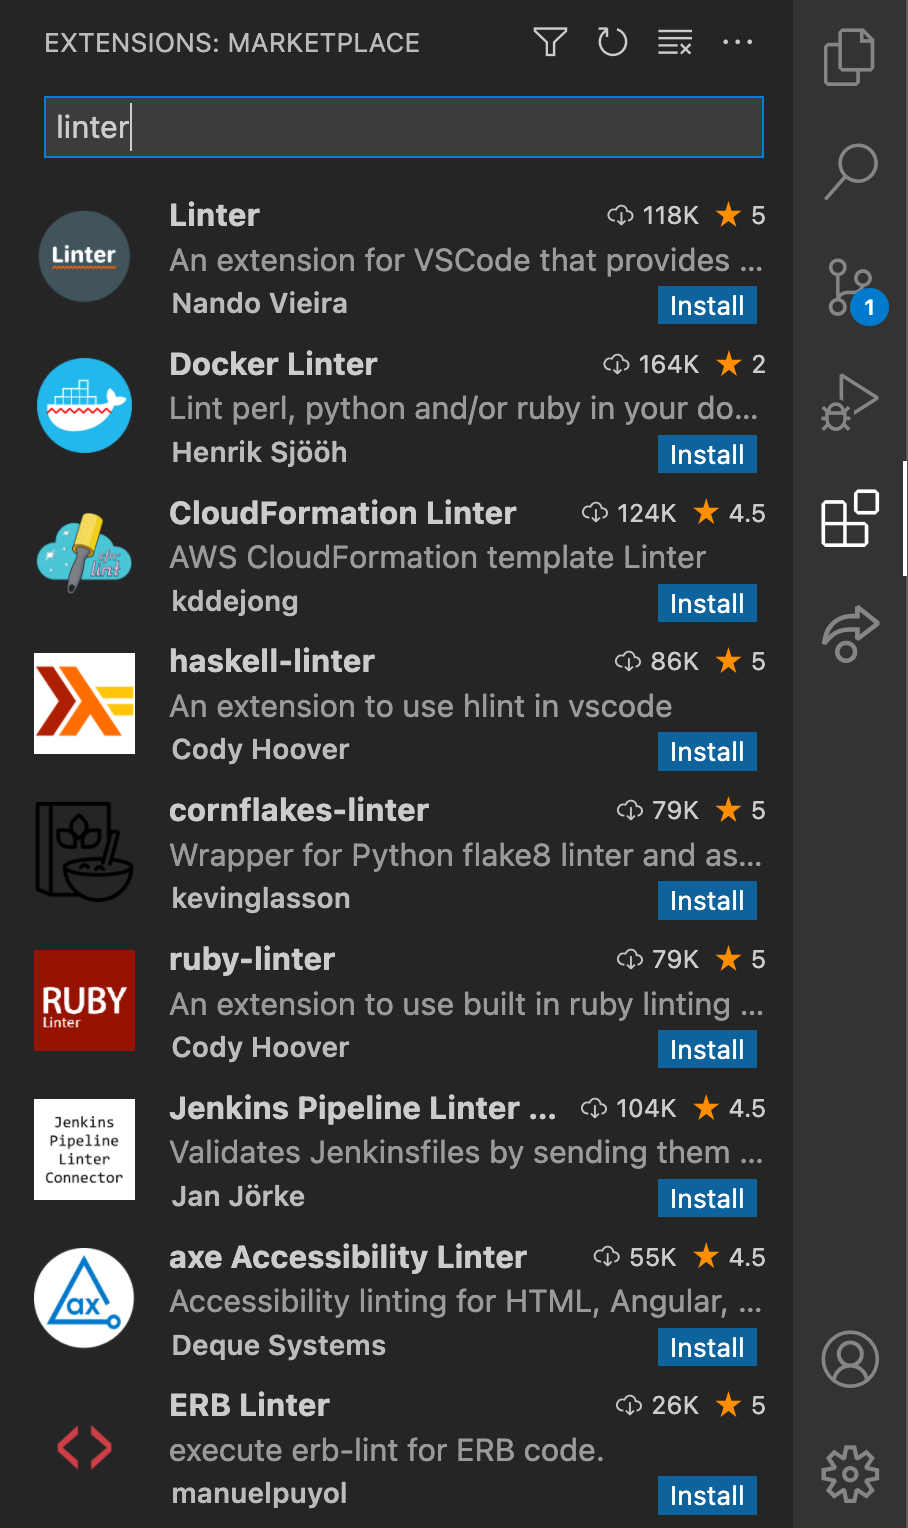 EXTENSIONS: MARKETPLACE
linter
Linter 118K ★ 5
Linter
An extension for VSCode that provides ...
Nando Vieira Install
1
Docker Linter 164K ★ 2
Lint perl, python and/or ruby in your do...
Henrik Sjööh Install
CloudFormation Linter 124K ★ 4.5
cfn
lint
AWS CloudFormation template Linter
kddejong Install
haskell-linter 86K ★ 5
An extension to use hlint in vscode
Cody Hoover Install
cornflakes-linter 79K ★ 5
Wrapper for Python flake8 linter and as...
kevinglasson Install
ruby-linter 79K ★ 5
RUBY
Linter
An extension to use built in ruby linting ...
Cody Hoover Install
Jenkins Pipeline Linter ... 104K ★ 4.5
Jenkins
Pipeline
Linter
Connector
Validates Jenkinsfiles by sending them ...
Jan Jörke Install
axe Accessibility Linter 55K ★ 4.5
ax
Accessibility linting for HTML, Angular, ...
Deque Systems Install
ERB Linter 26K ★ 5
execute erb-lint for ERB code.
manuelpuyol Install